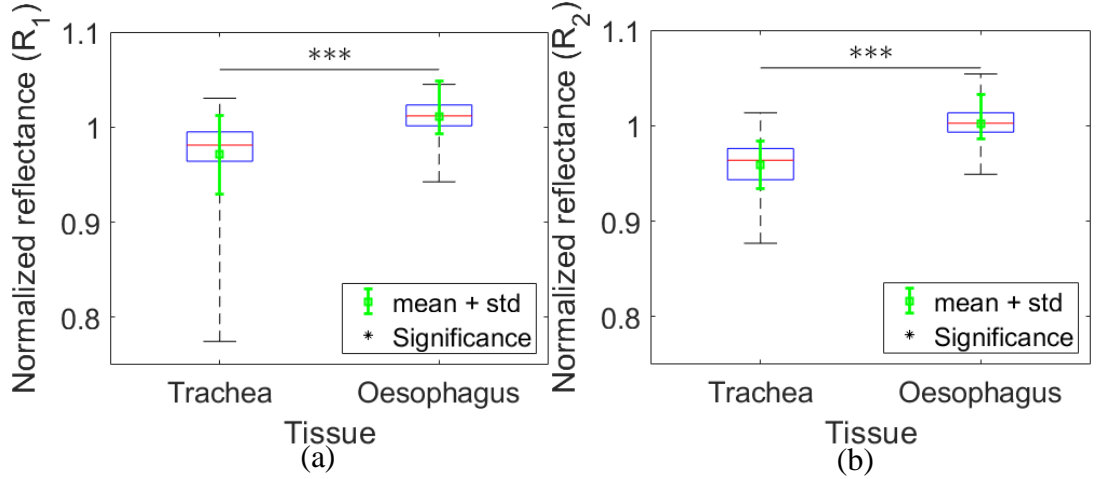 Normalized reflectance (R1)
1.1
1
0.9
0.8
***
mean + std
Significance
Trachea
Oesophagus
Tissue
(a)
Normalized reflectance (R2)
1.1
1
0.9
0.8
***
mean + std
Significance
Trachea
Oesophagus
Tissue
(b)